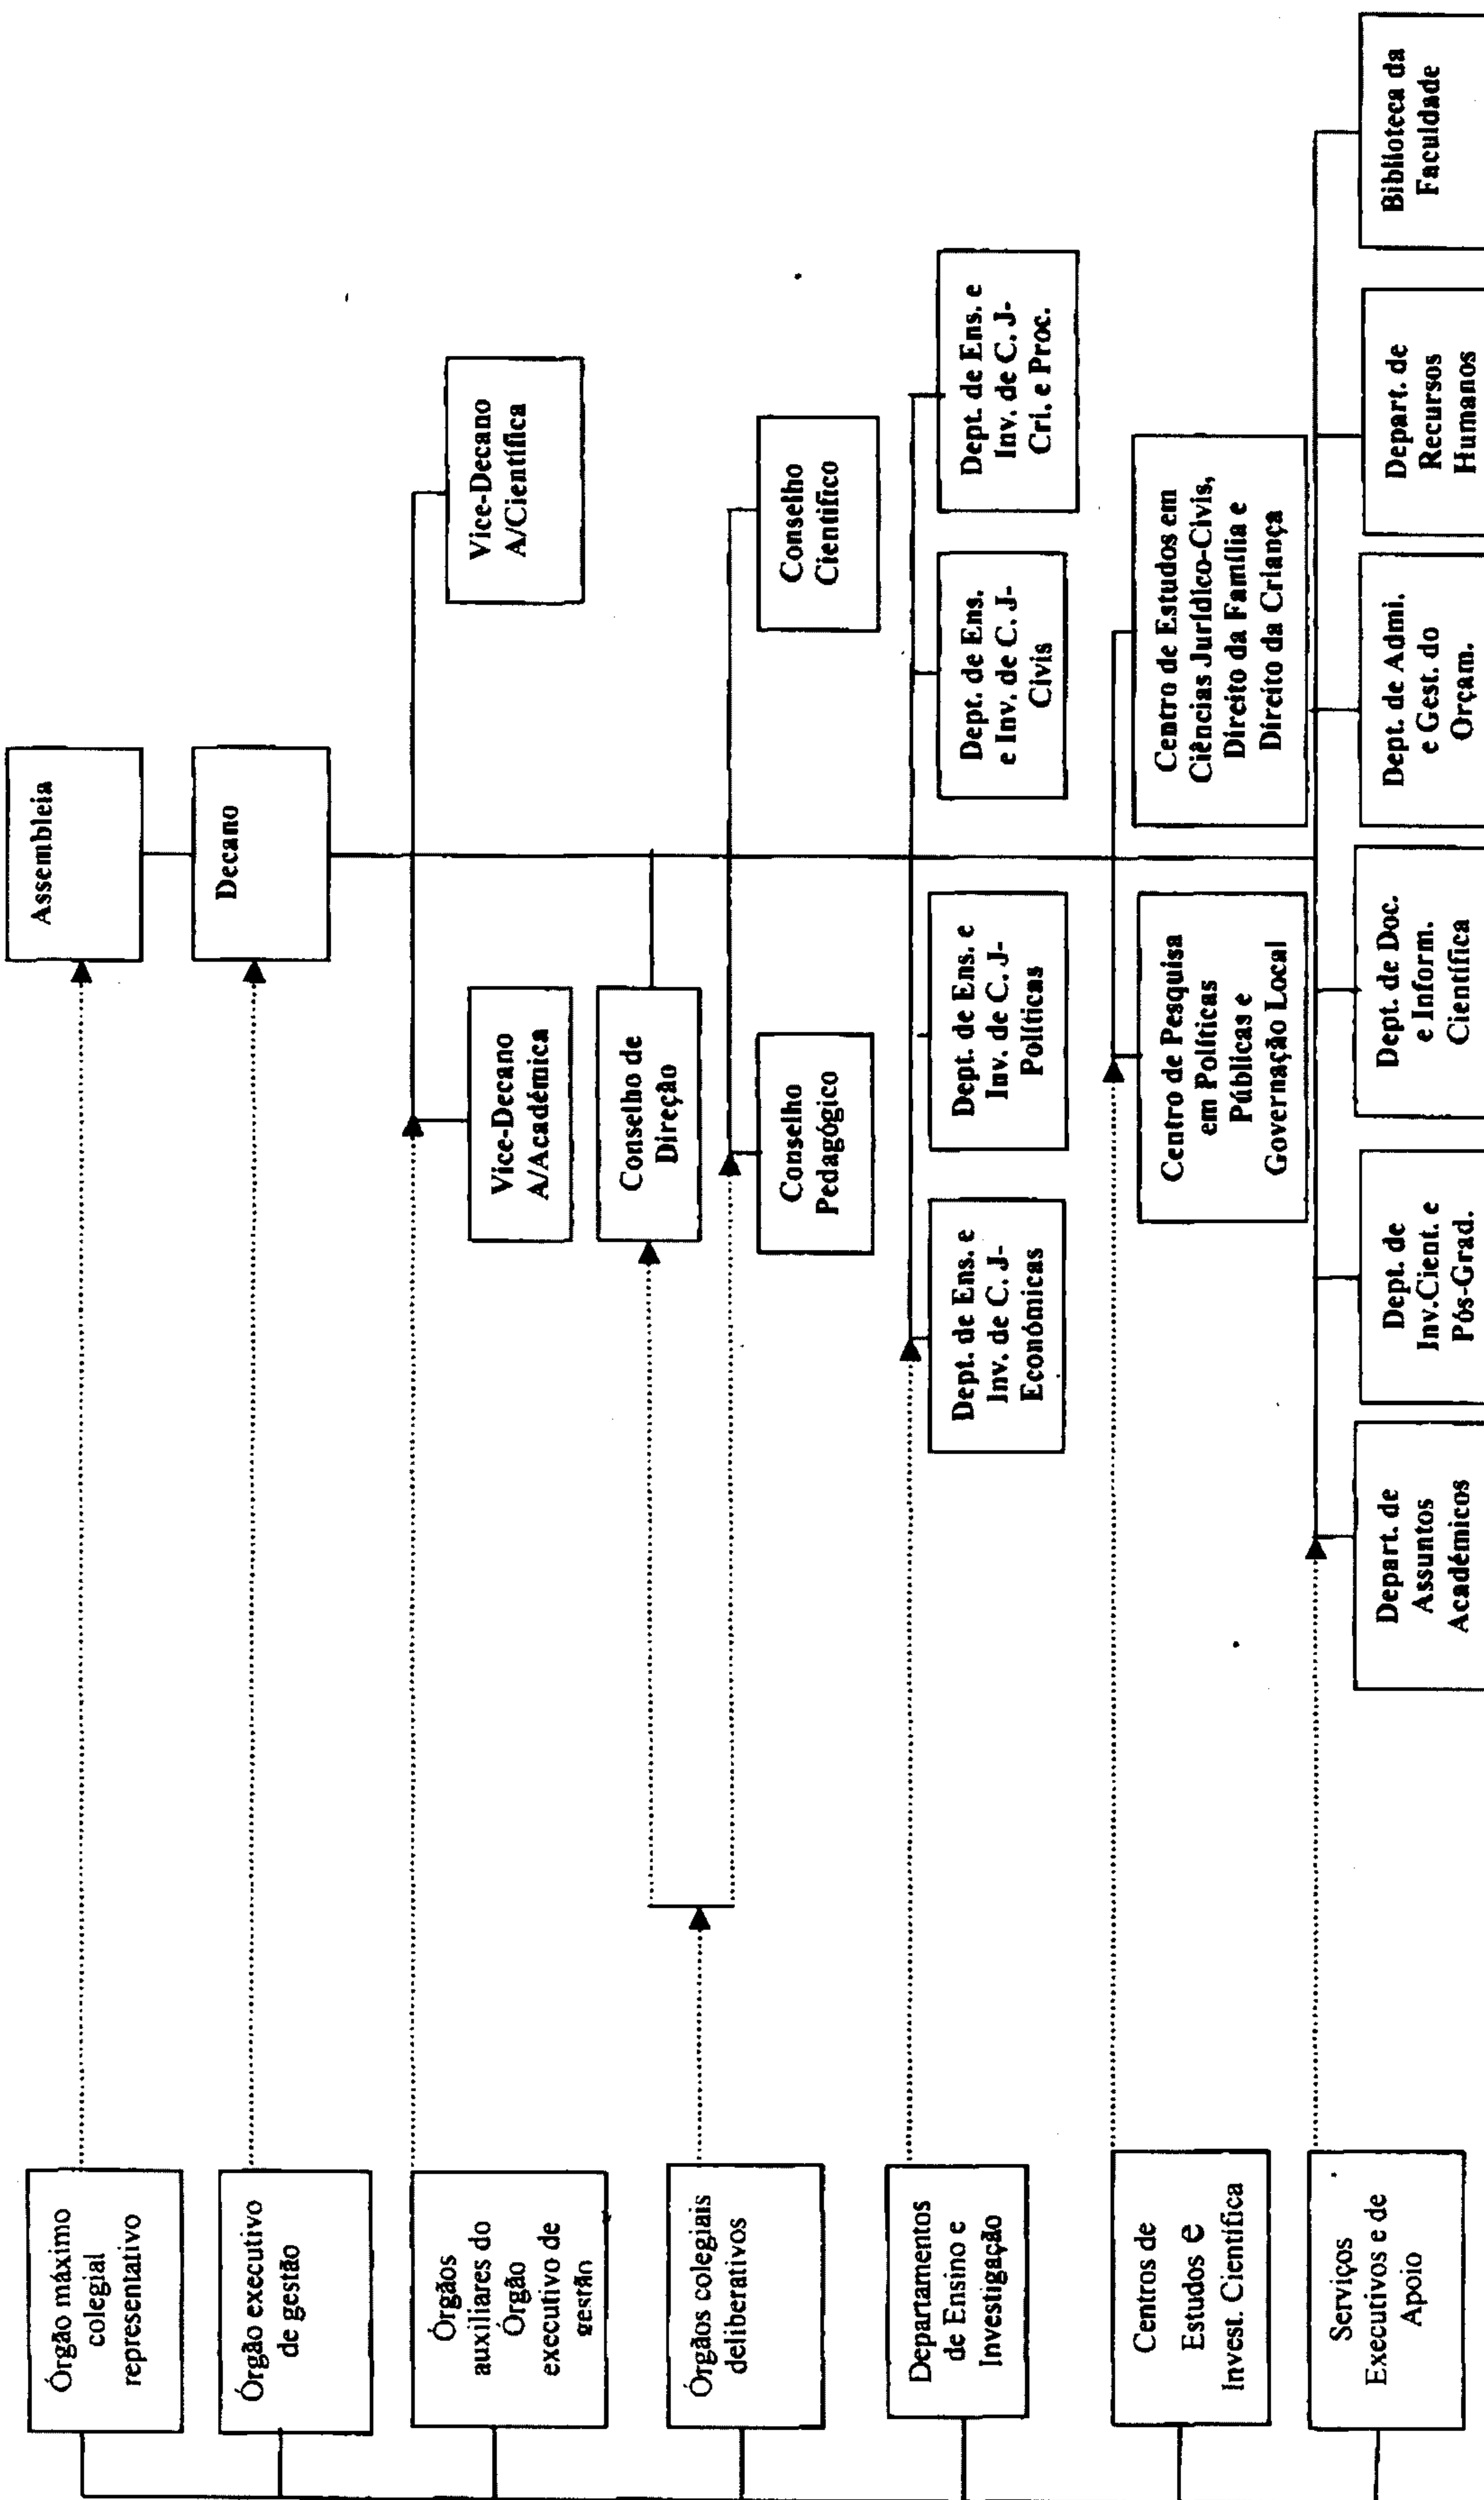 Órgão máximo
colegial
representativo
Assembleia
Órgão executivo
de gestão
Decano
Órgãos
auxiliares do
Órgão
executivo de
gestão
Vice-Decano
A/Académica
Vice-Decano
A/Científica
Órgãos colegiais
deliberativos
Conselho de
Direção
Conselho
Pedagógico
Conselho
Cientifico
Departamentos
de Ensino e
Investigação
Dept. de Ens. e
Inv. de C. J-
Económicas
Dept. de Ens. e
Inv. de C. J-
Políticas
Dept. de Ens.
e Inv. de C. J-
Civis
Dept. de Ens. e
Inv. de C. J-
Cri. e Proc.
Centros de
Estudos e
Invest. Científica
Centro de Pesquisa
em Políticas
Públicas e
Governação Local
Centro de Estudos em
Ciências Jurídico-Civis,
Direito da Família e
Direito da Criança
Serviços
Executivos e de
Apoio
Depart. de
Assuntos
Académicos
Dept. de
Inv.Cient. e
Pós-Grad.
Dept. de Doc.
e Inform.
Científica
Dept. de Admi.
e Gest. do
Orçam.
Depart. de
Recursos
Humanos
Biblioteca da
Faculdade